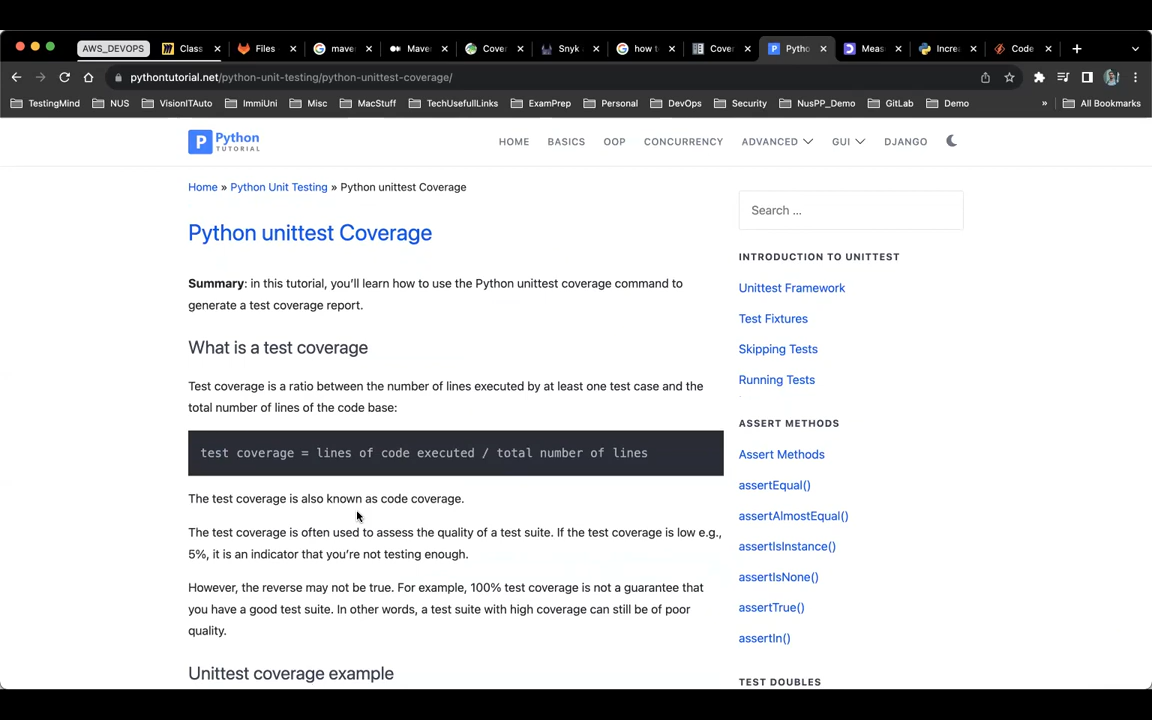 AWS_DEVOPS
Class
Files
mave
Maver
Cover
Snyk
how t
Cover
Pytho
Meas
Increa
Code
pythontutorial.net/python-unit-testing/python-unittest-coverage/
TestingMind
NUS
VisionITAuto
ImmiUni
Misc
MacStuff
TechUsefullLinks
ExamPrep
Personal
DevOps
Security
NusPP_Demo
GitLab
Demo
»
All Bookmarks
P Python
TUTORIAL
HOME
BASICS
OOP
CONCURRENCY
ADVANCED
GUI
DJANGO
Home » Python Unit Testing » Python unittest Coverage
Python unittest Coverage
Summary: in this tutorial, you'll learn how to use the Python unittest coverage command to
generate a test coverage report.
What is a test coverage
Test coverage is a ratio between the number of lines executed by at least one test case and the
total number of lines of the code base:
test coverage = lines of code executed / total number of lines
The test coverage is also known as code coverage.
The test coverage is often used to assess the quality of a test suite. If the test coverage is low e.g.,
5%, it is an indicator that you're not testing enough.
However, the reverse may not be true. For example, 100% test coverage is not a guarantee that
you have a good test suite. In other words, a test suite with high coverage can still be of poor
quality.
Unittest coverage example
Search ...
INTRODUCTION TO UNITTEST
Unittest Framework
Test Fixtures
Skipping Tests
Running Tests
ASSERT METHODS
Assert Methods
assertEqual()
assertAlmostEqual()
assertIsInstance()
assertIsNone()
assertTrue()
assertIn()
TEST DOUBLES